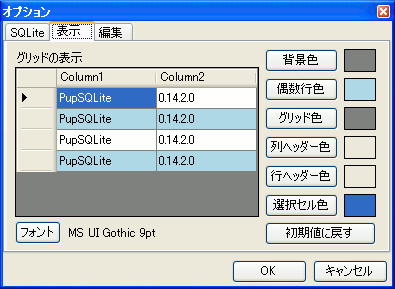 オプション
SQLite 表示 編集
グリッドの表示
Column1 Column2
PupSQLite 0.14.2.0
PupSQLite 0.14.2.0
PupSQLite 0.14.2.0
PupSQLite 0.14.2.0
背景色
偶数行色
グリッド色
列ヘッダー色
行ヘッダー色
選択セル色
フォント MS UI Gothic 9pt
初期値に戻す
OK キャンセル